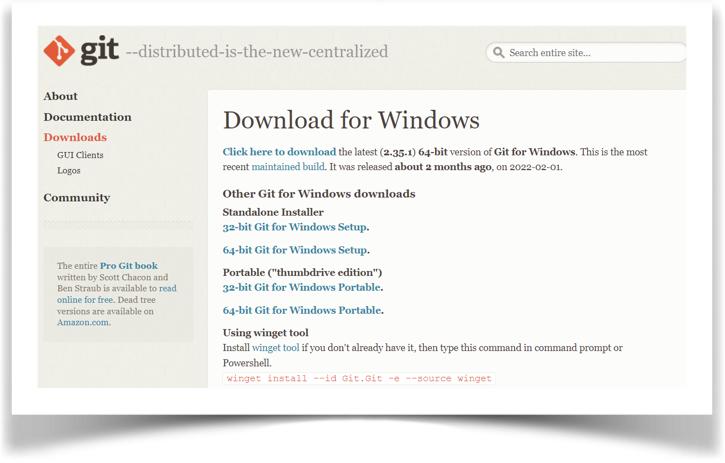 git --distributed-is-the-new-centralized
Search entire site...
About
Documentation
Downloads
GUI Clients
Logos
Community
The entire Pro Git book
written by Scott Chacon and
Ben Straub is available to read
online for free. Dead tree
versions are available on
Amazon.com.
Download for Windows
Click here to download the latest (2.35.1) 64-bit version of Git for Windows. This is the most
recent maintained build. It was released about 2 months ago, on 2022-02-01.
Other Git for Windows downloads
Standalone Installer
32-bit Git for Windows Setup.
64-bit Git for Windows Setup.
Portable ("thumbdrive edition")
32-bit Git for Windows Portable.
64-bit Git for Windows Portable.
Using winget tool
Install winget tool if you don't already have it, then type this command in command prompt or
Powershell.
winget install --id Git.Git -e --source winget